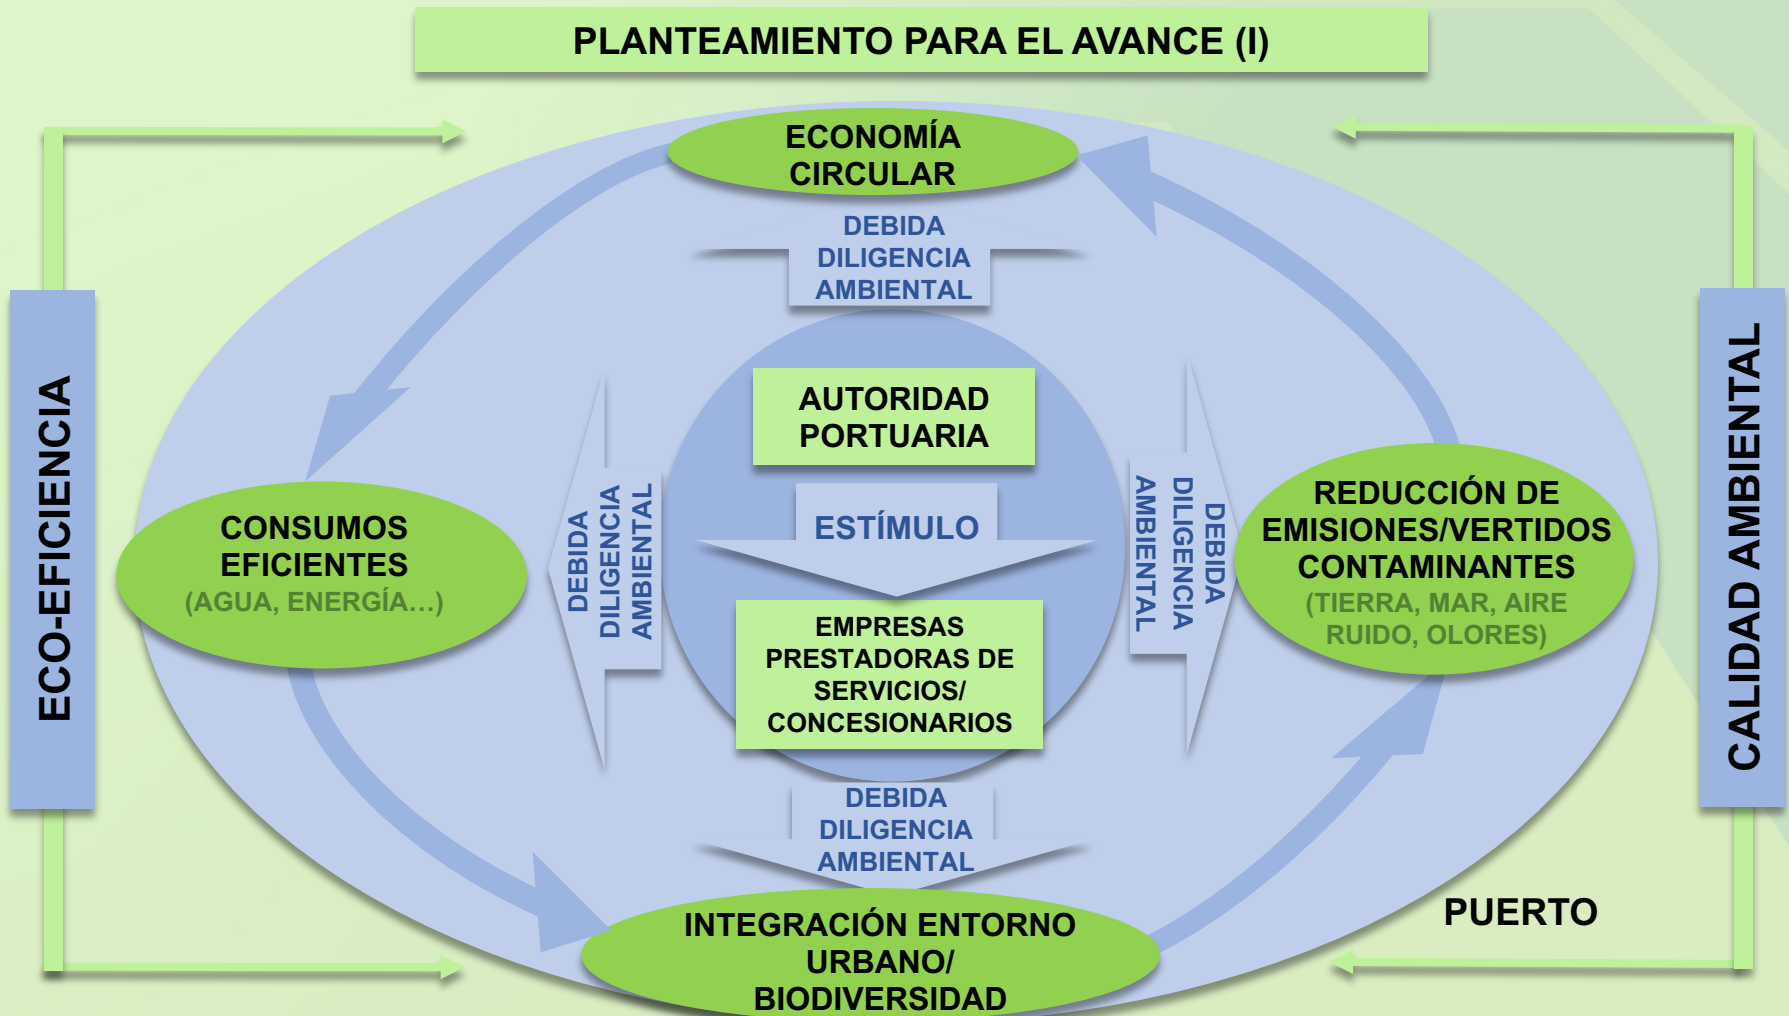 PLANTEAMIENTO PARA EL AVANCE (I)
ECONOMÍA
CIRCULAR
DEBIDA
DILIGENCIA
AMBIENTAL
ECO-EFICIENCIA
CONSUMOS
EFICIENTES
(AGUA, ENERGÍA...)
DEBIDA
DILIGENCIA
AMBIENTAL
AUTORIDAD
PORTUARIA
ESTÍMULO
EMPRESAS
PRESTADORAS DE
SERVICIOS/
CONCESIONARIOS
DEBIDA
DILIGENCIA
AMBIENTAL
REDUCCIÓN DE
EMISIONES/VERTIDOS
CONTAMINANTES
(TIERRA, MAR, AIRE
RUIDO, OLORES)
CALIDAD AMBIENTAL
DEBIDA
DILIGENCIA
AMBIENTAL
INTEGRACIÓN ENTORNO
URBANO/
BIODIVERSIDAD
PUERTO